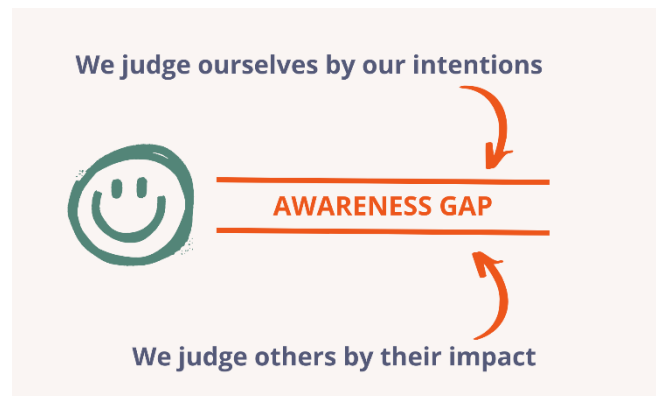 We judge ourselves by our intentions
AWARENESS GAP
We judge others by their impact